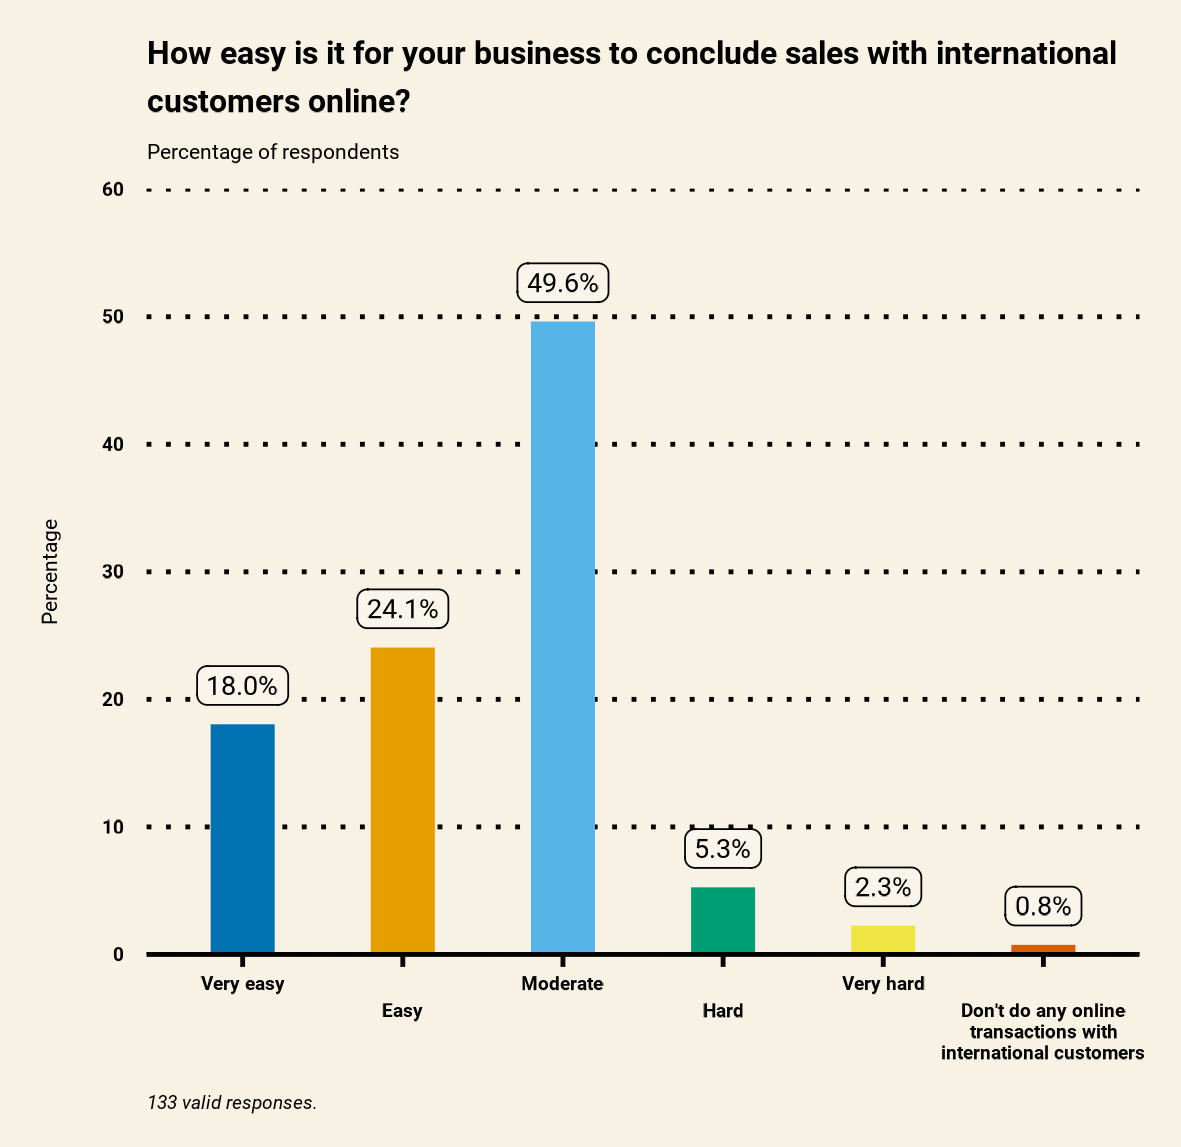 How easy is it for your business to conclude sales with international
customers online?
Percentage of respondents
60
50
40
30
20
10
0
Percentage
49.6%
24.1%
18.0%
5.3%
2.3%
0.8%
Very easy
Easy
Moderate
Hard
Very hard
Don't do any online
transactions with
international customers
133 valid responses.